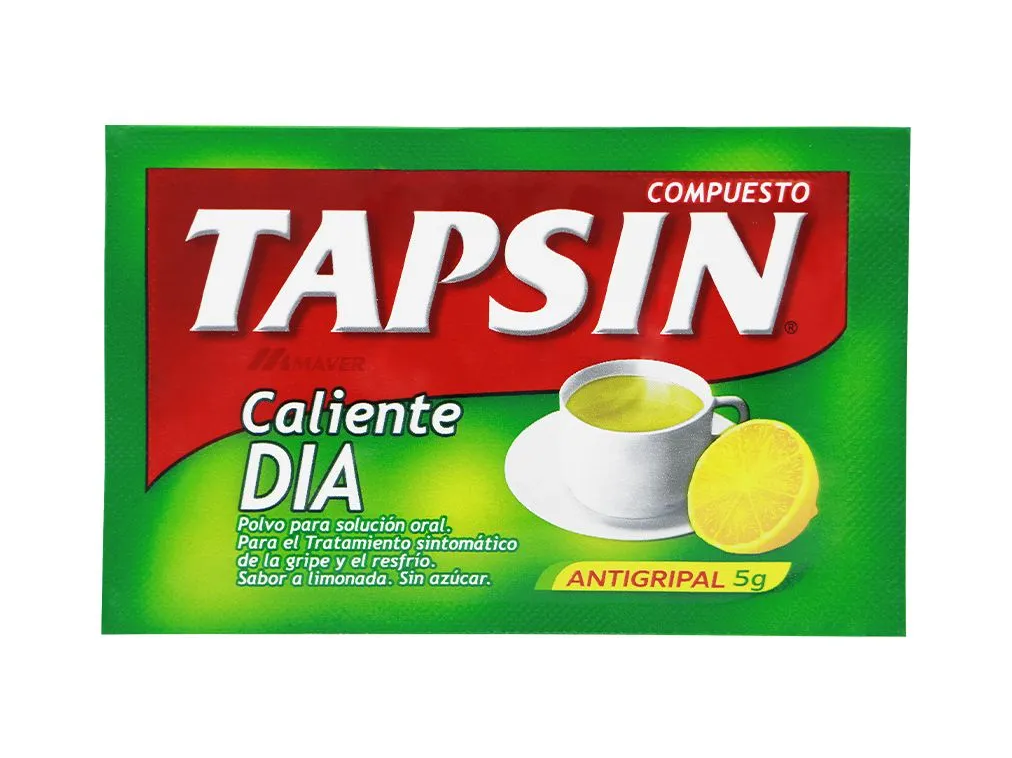 COMPUESTO
TAPSIN®
MAVER
Caliente
DIA
Polvo para solución oral.
Para el Tratamiento sintomático
de la gripe y el resfrío.
Sabor a limonada. Sin azúcar.
ANTIGRIPAL 5g